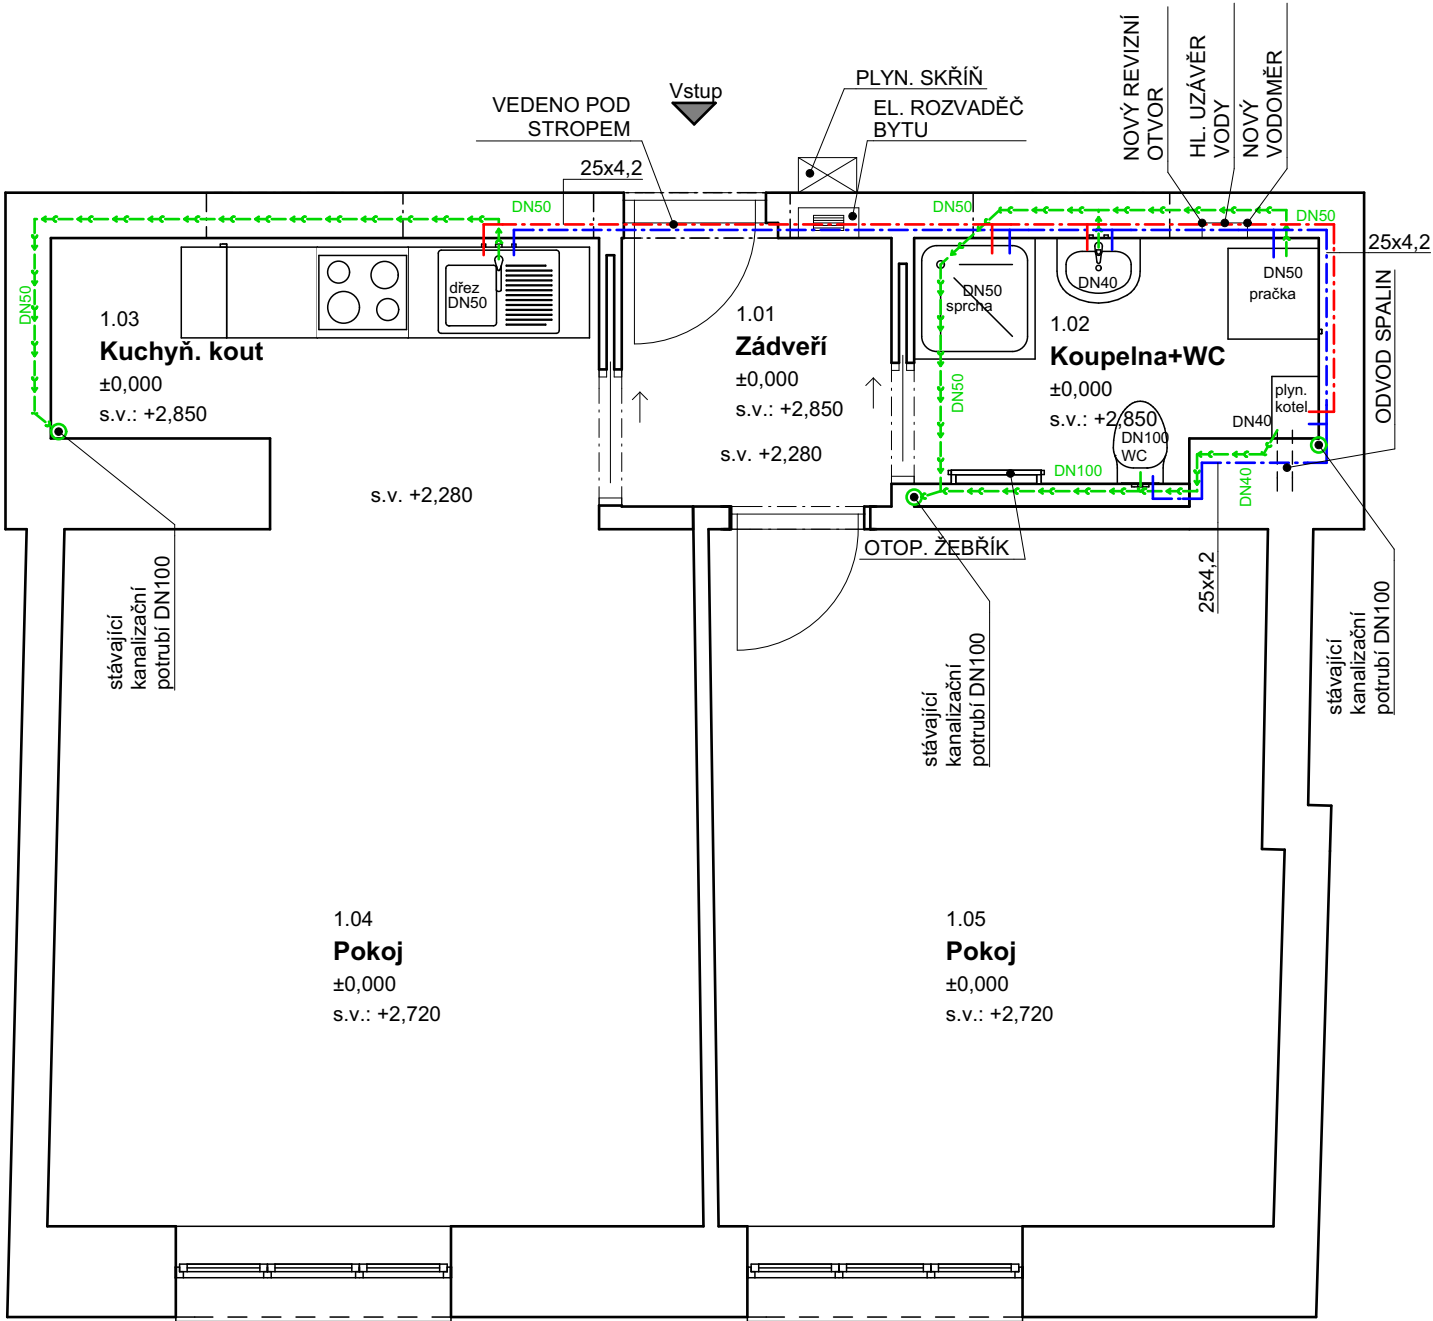 NOVÝ REVIZNÍ
OTVOR
HL. UZÁVĚR
VODY
NOVÝ
VODOMĚR
PLYN. SKŘÍŇ
Vstup
VEDENO POD
STROPEM
EL. ROZVADĚČ
BYTU
25x4,2
DN50
DN50
DN50
25x4,2
DN50
dřez
DN50
DN50
sprcha
DN40
DN50
pračka
ODVOD SPALIN
1.03
Kuchyň. kout
±0,000
s.v.: +2,850
1.01
Zádveří
±0,000
s.v.: +2,850
s.v. +2,280
1.02
Koupelna+WC
±0,000
s.v.: +2,850
DN50
plyn.
kotel
DN40
DN100
WC
DN100
DN40
s.v. +2,280
OTOP. ŽEBŘÍK
25x4,2
stávající
kanalizační
potrubí DN100
stávající
kanalizační
potrubí DN100
stávající
kanalizační
potrubí DN100
1.04
Pokoj
±0,000
s.v.: +2,720
1.05
Pokoj
±0,000
s.v.: +2,720